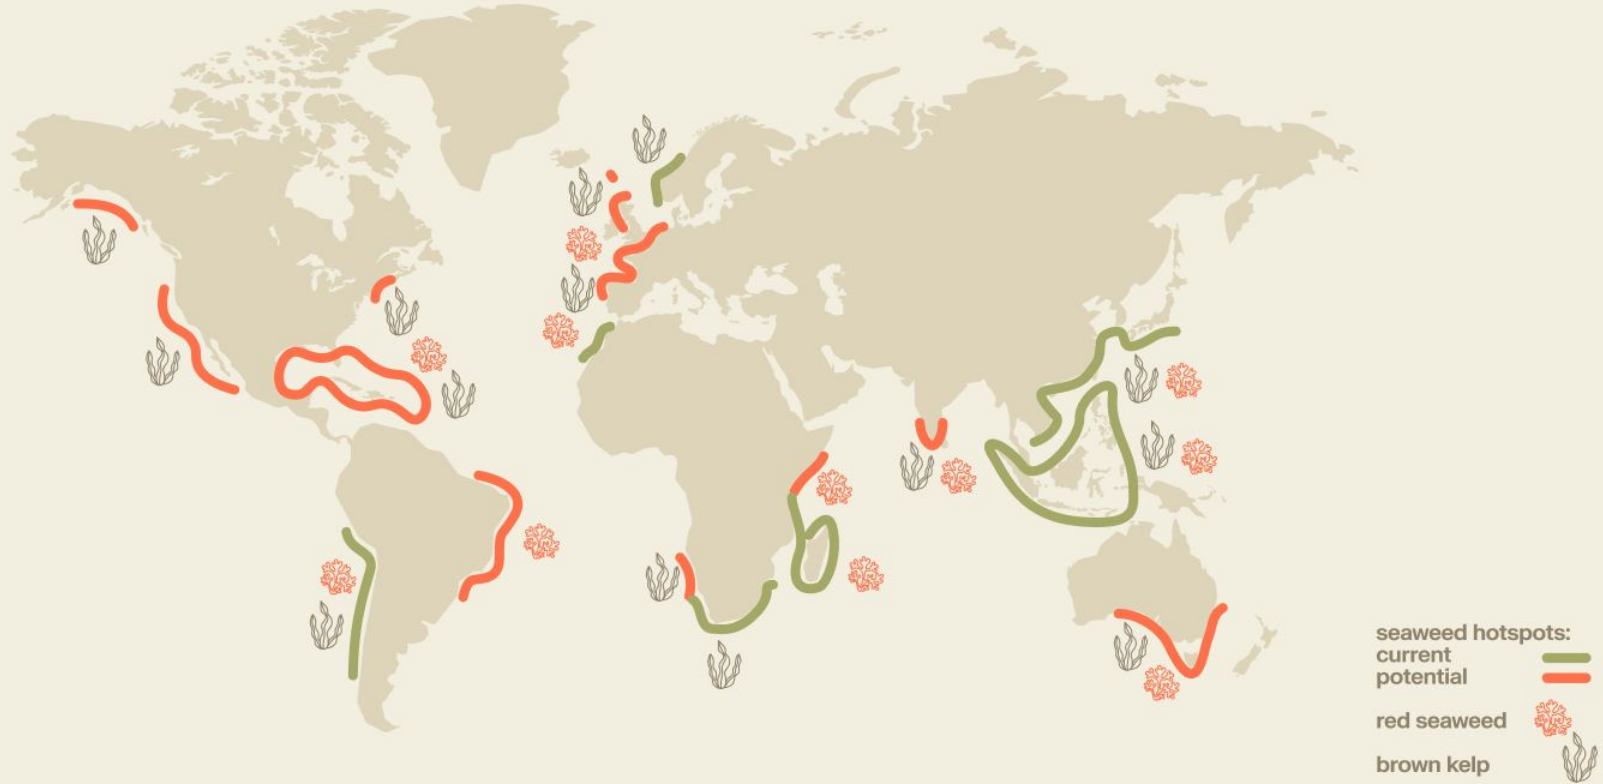 seaweed hotspots:
current
potential
red seaweed
brown kelp